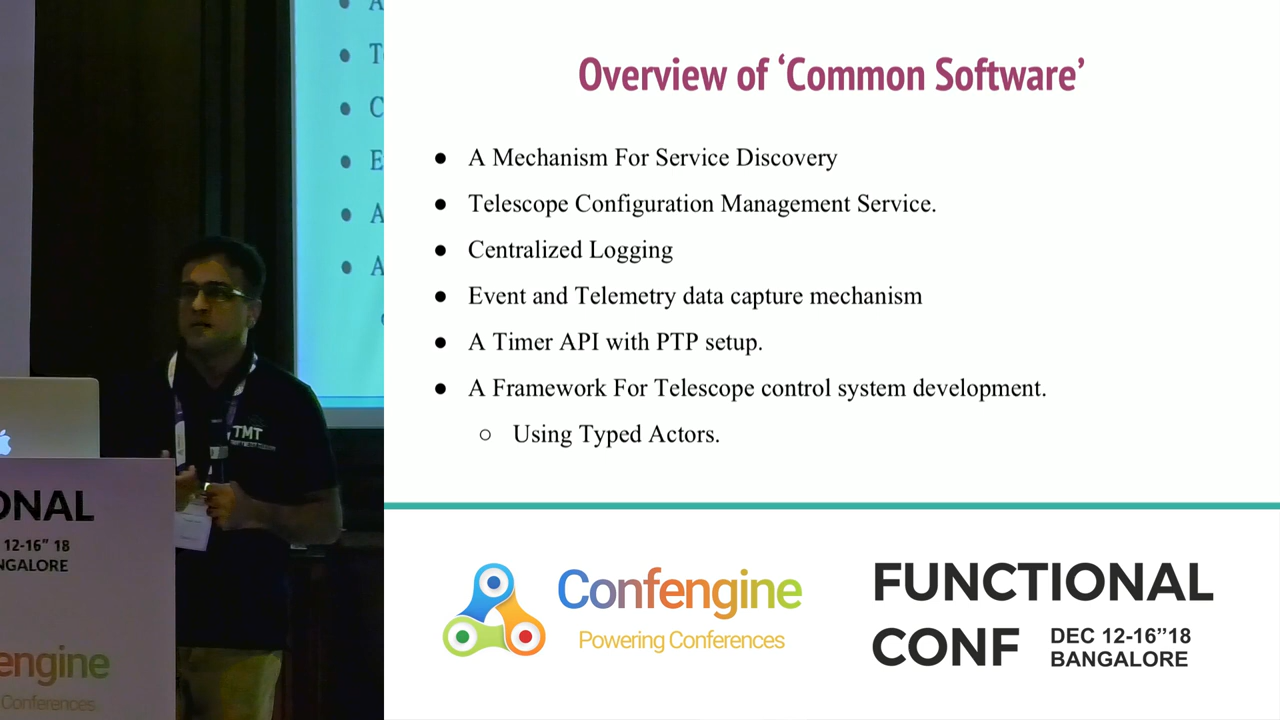 Overview of ‘Common Software’
● A Mechanism For Service Discovery
● Telescope Configuration Management Service.
● Centralized Logging
● Event and Telemetry data capture mechanism
● A Timer API with PTP setup.
● A Framework For Telescope control system development.
○ Using Typed Actors.
Confengine
Powering Conferences
FUNCTIONAL
CONF DEC 12-16”18
BANGALORE
TMT
ONAL
12-16” 18
NGALORE
engine
Conferences